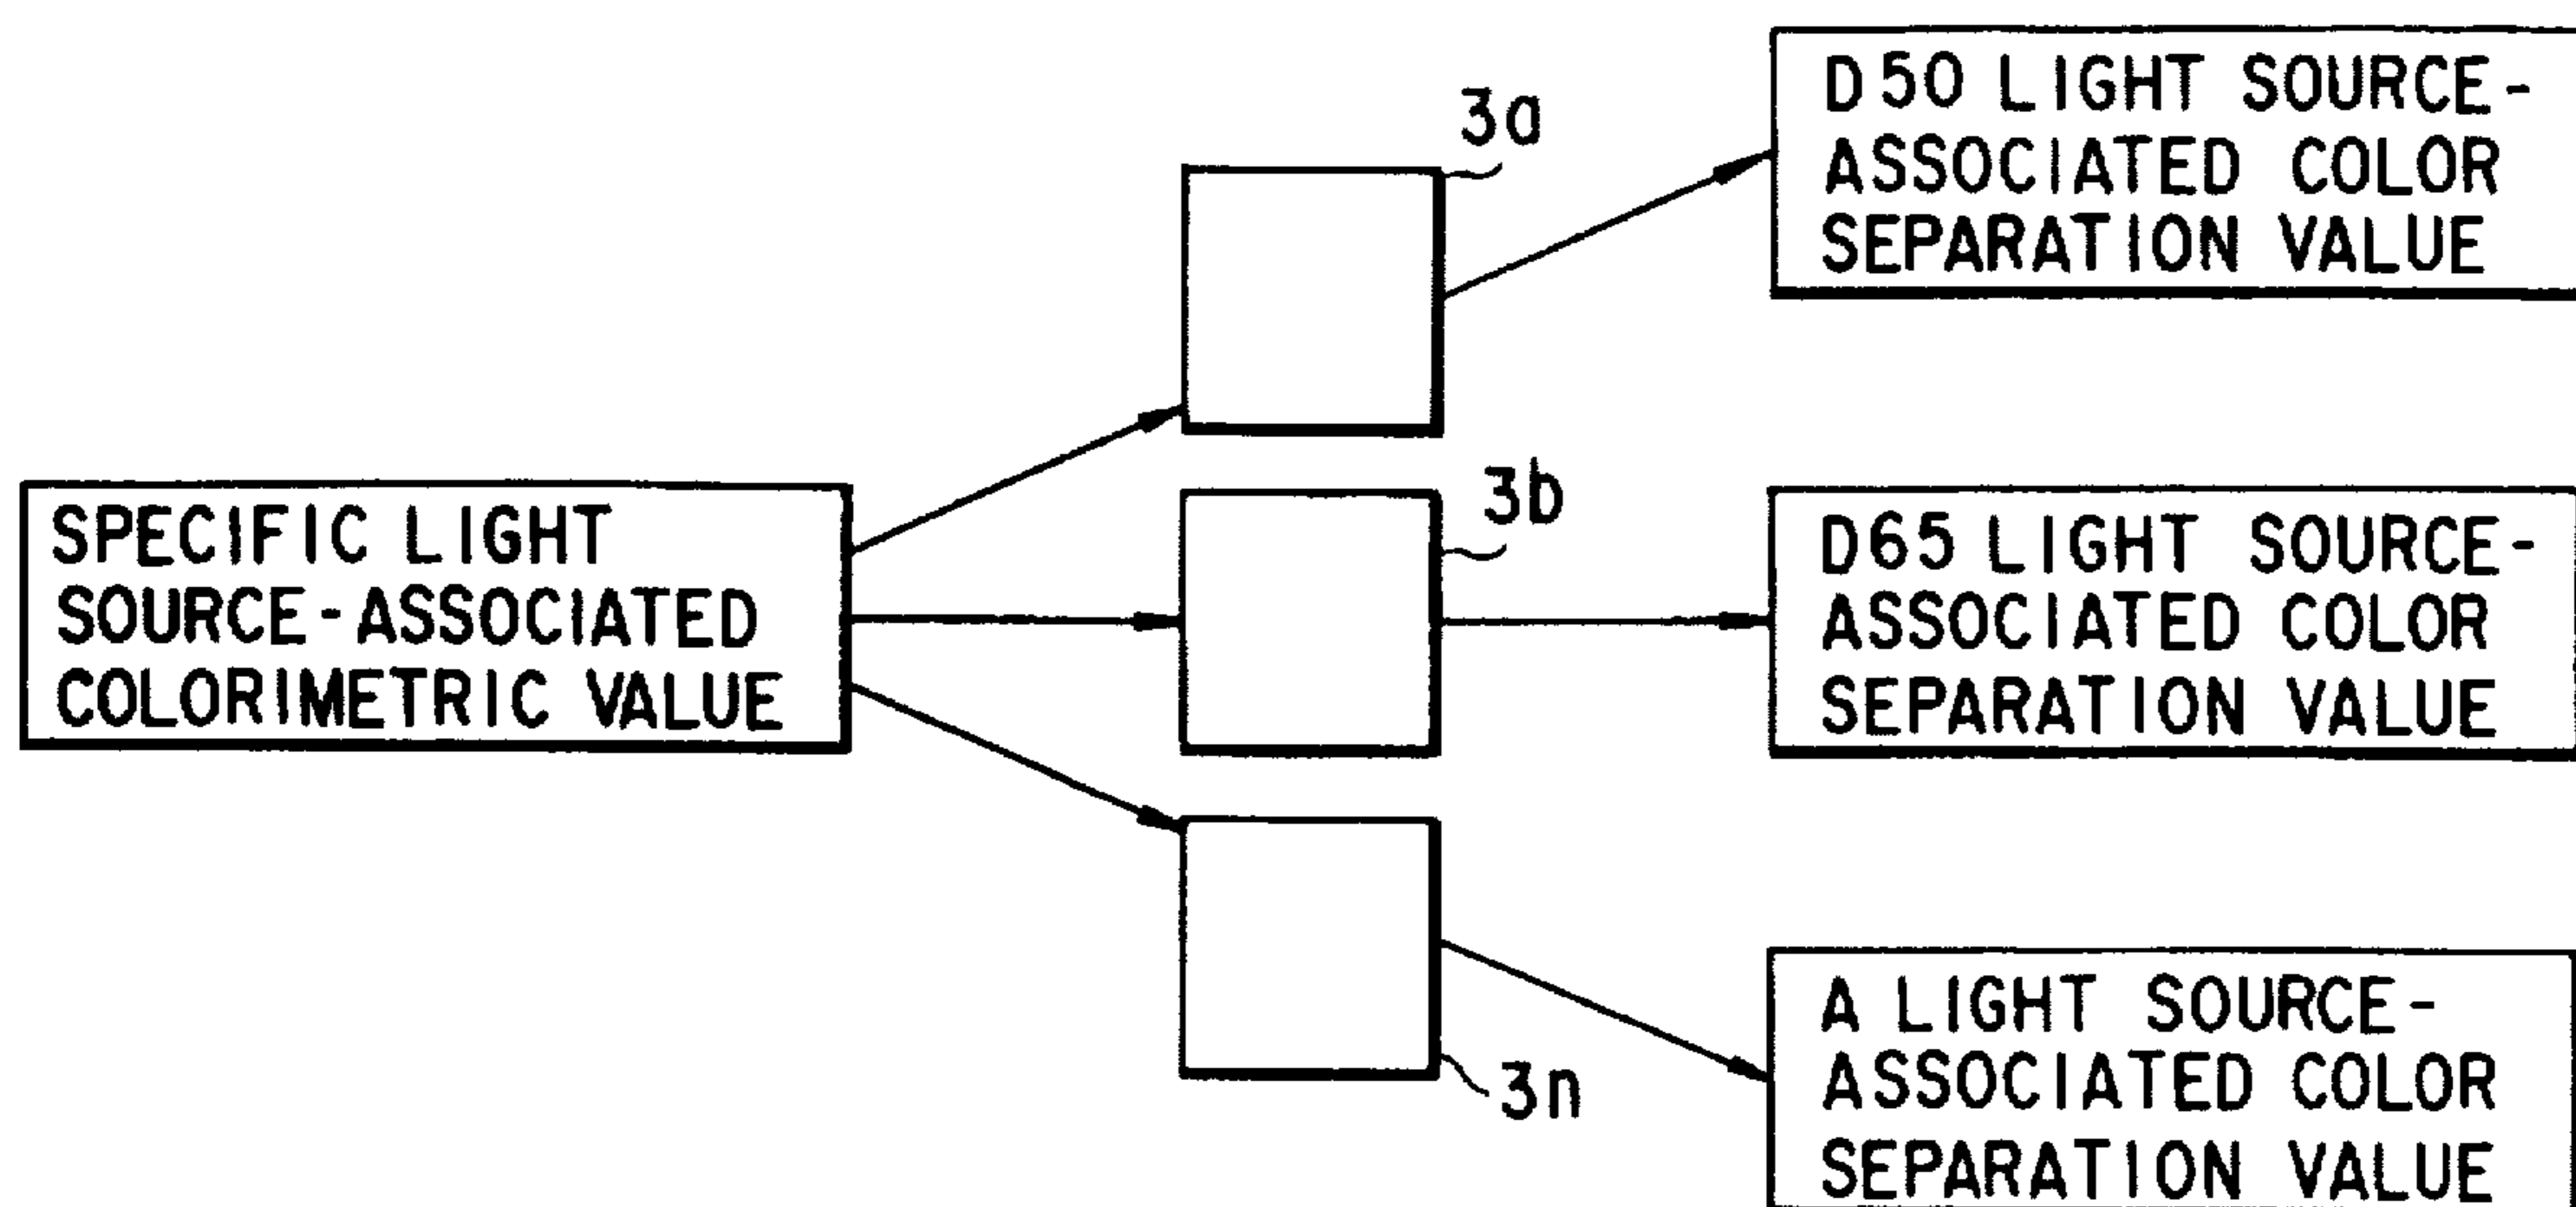 SPECIFIC LIGHT
SOURCE-ASSOCIATED
COLORIMETRIC VALUE
3a
3b
3n
D50 LIGHT SOURCE-
ASSOCIATED COLOR
SEPARATION VALUE
D65 LIGHT SOURCE-
ASSOCIATED COLOR
SEPARATION VALUE
A LIGHT SOURCE-
ASSOCIATED COLOR
SEPARATION VALUE